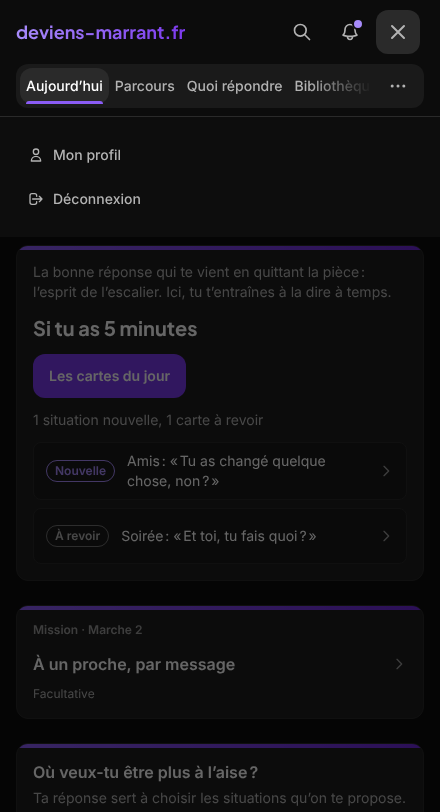 deviens-marrant.fr
Aujourd’hui Parcours Quoi répondre Bibliothèqu
Mon profil
Déconnexion
La bonne réponse qui te vient en quittant la pièce :
l’esprit de l’escalier. Ici, tu t’entraînes à la dire à temps.
Si tu as 5 minutes
Les cartes du jour
1 situation nouvelle, 1 carte à revoir
Nouvelle
Amis : « Tu as changé quelque
chose, non ? »
À revoir
Soirée : « Et toi, tu fais quoi ? »
Mission · Marche 2
À un proche, par message
Facultative
Où veux-tu être plus à l’aise ?
Ta réponse sert à choisir les situations qu’on te propose.